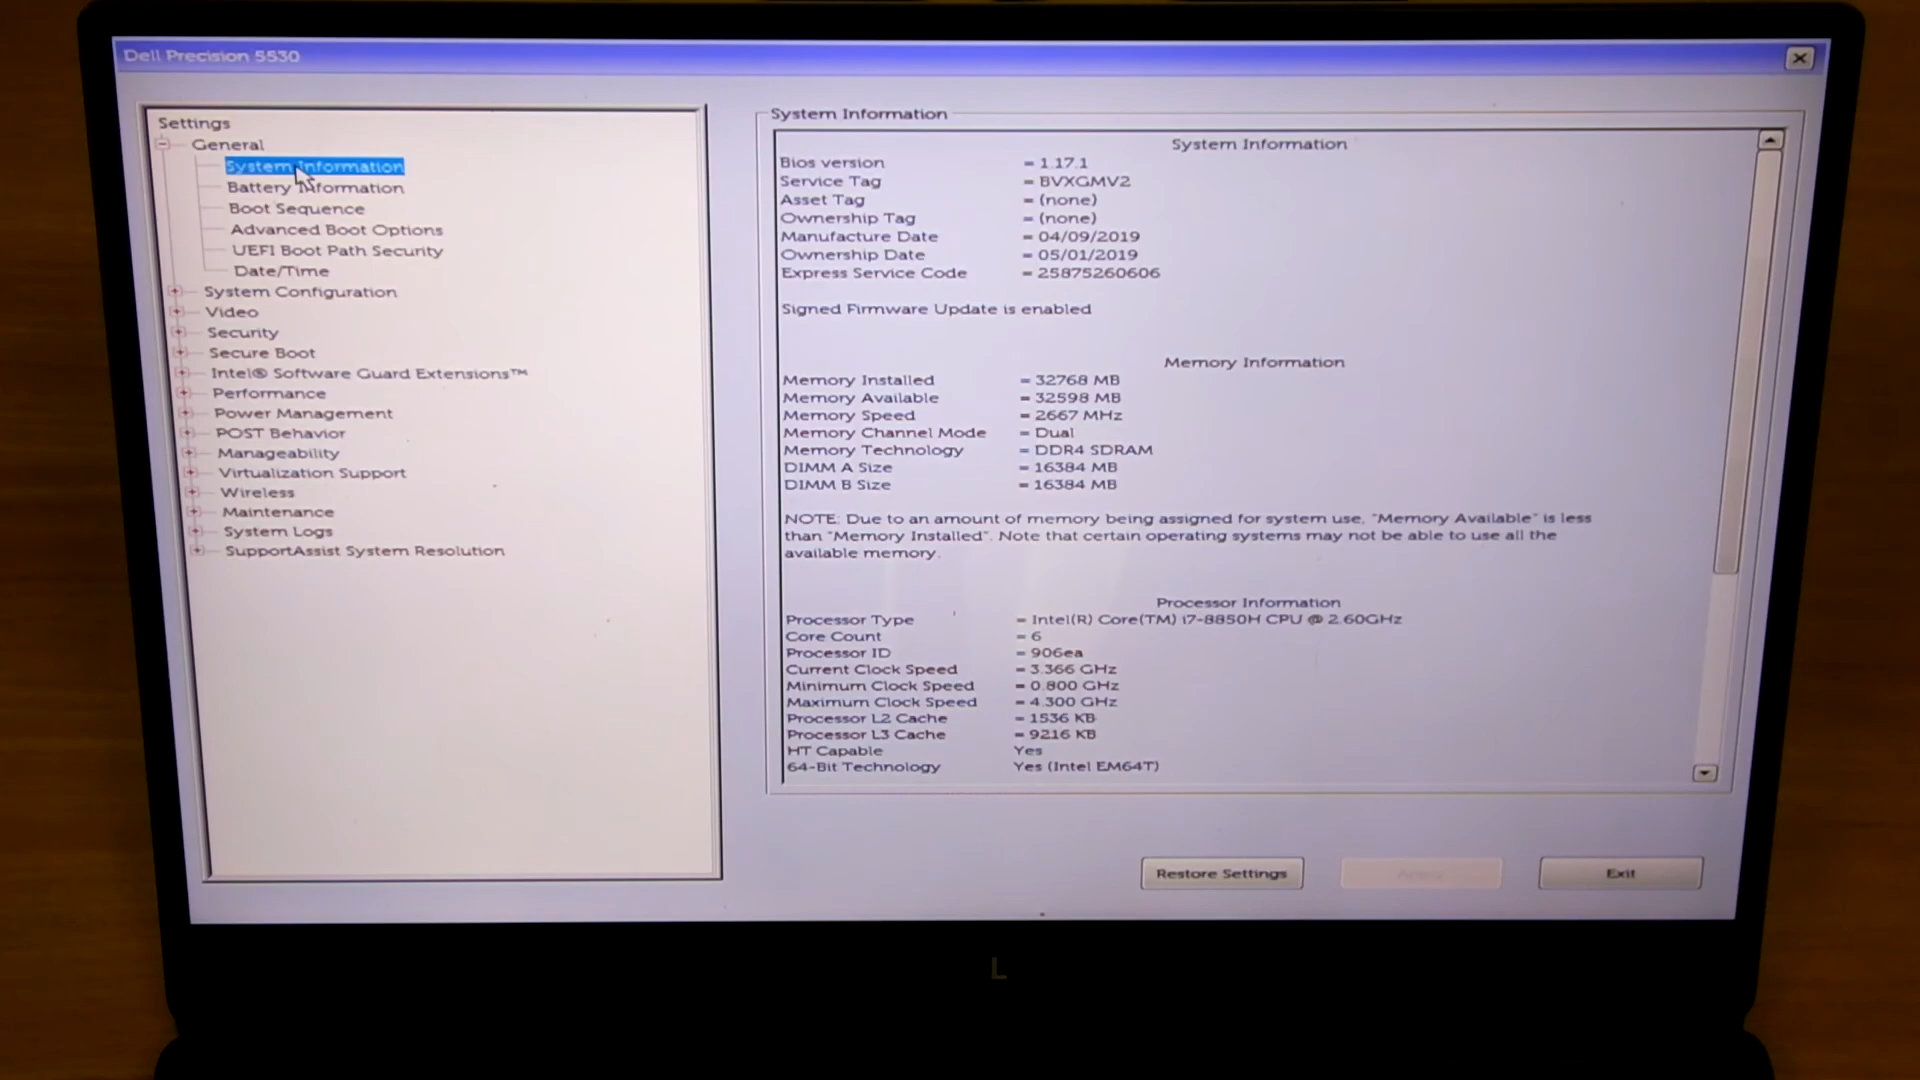 Dell Precision 5530
Settings
General
System Information
Battery Information
Boot Sequence
Advanced Boot Options
UEFI Boot Path Security
Date/Time
System Configuration
Video
Security
Secure Boot
Intel® Software Guard Extensions™
Performance
Power Management
POST Behavior
Manageability
Virtualization Support
Wireless
Maintenance
System Logs
SupportAssist System Resolution
System Information
System Information
Bios version = 1.17.1
Service Tag = BVXGMV2
Asset Tag = (none)
Ownership Tag = (none)
Manufacture Date = 04/09/2019
Ownership Date = 05/01/2019
Express Service Code = 25875260606
Signed Firmware Update is enabled
Memory Information
Memory Installed = 32768 MB
Memory Available = 32598 MB
Memory Speed = 2667 MHz
Memory Channel Mode = Dual
Memory Technology = DDR4 SDRAM
DIMM A Size = 16384 MB
DIMM B Size = 16384 MB
NOTE: Due to an amount of memory being assigned for system use, "Memory Available" is less
than "Memory Installed". Note that certain operating systems may not be able to use all the
available memory.
Processor Information
Processor Type = Intel(R) Core(TM) i7-8850H CPU @ 2.60GHz
Core Count = 6
Processor ID = 906ea
Current Clock Speed = 3.366 GHz
Minimum Clock Speed = 0.800 GHz
Maximum Clock Speed = 4.300 GHz
Processor L2 Cache = 1536 KB
Processor L3 Cache = 9216 KB
HT Capable Yes
64-Bit Technology Yes (Intel EM64T)
Restore Settings
Apply
Exit
L